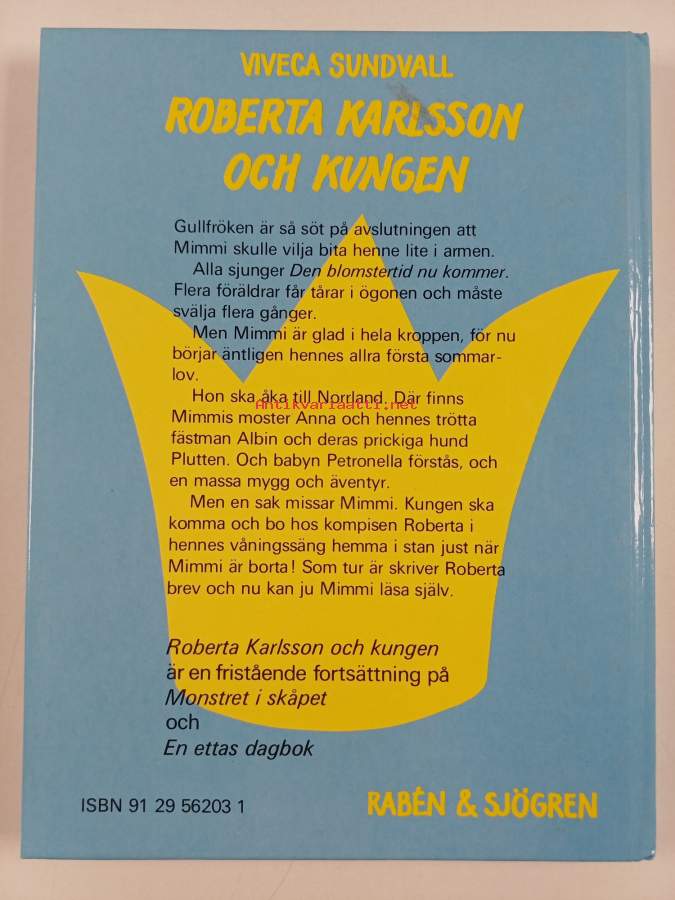 VIVECA SUNDVALL
ROBERTA KARLSSON
OCH KUNGEN
Gullfröken är så söt på avslutningen att
Mimmi skulle vilja bita henne lite i armen.
Alla sjunger Den blomstertid nu kommer.
Flera föräldrar får tårar i ögonen och måste
svälja flera gånger.
Men Mimmi är glad i hela kroppen, för nu
börjar äntligen hennes allra första sommar-
lov.
Hon ska åka till Norrland. Där finns
Antikvariaatti.net
Mimmis moster Anna och hennes trötta
fästman Albin och deras prickiga hund
Plutten. Och babyn Petronella förstås, och
en massa mygg och äventyr.
Men en sak missar Mimmi. Kungen ska
komma och bo hos kompisen Roberta i
hennes våningssäng hemma i stan just när
Mimmi är borta! Som tur är skriver Roberta
brev och nu kan ju Mimmi läsa själv.
Roberta Karlsson och kungen
är en fristående fortsättning på
Monstret i skåpet
och
En ettas dagbok
ISBN 91 29 56203 1
RABÉN & SJÖGREN